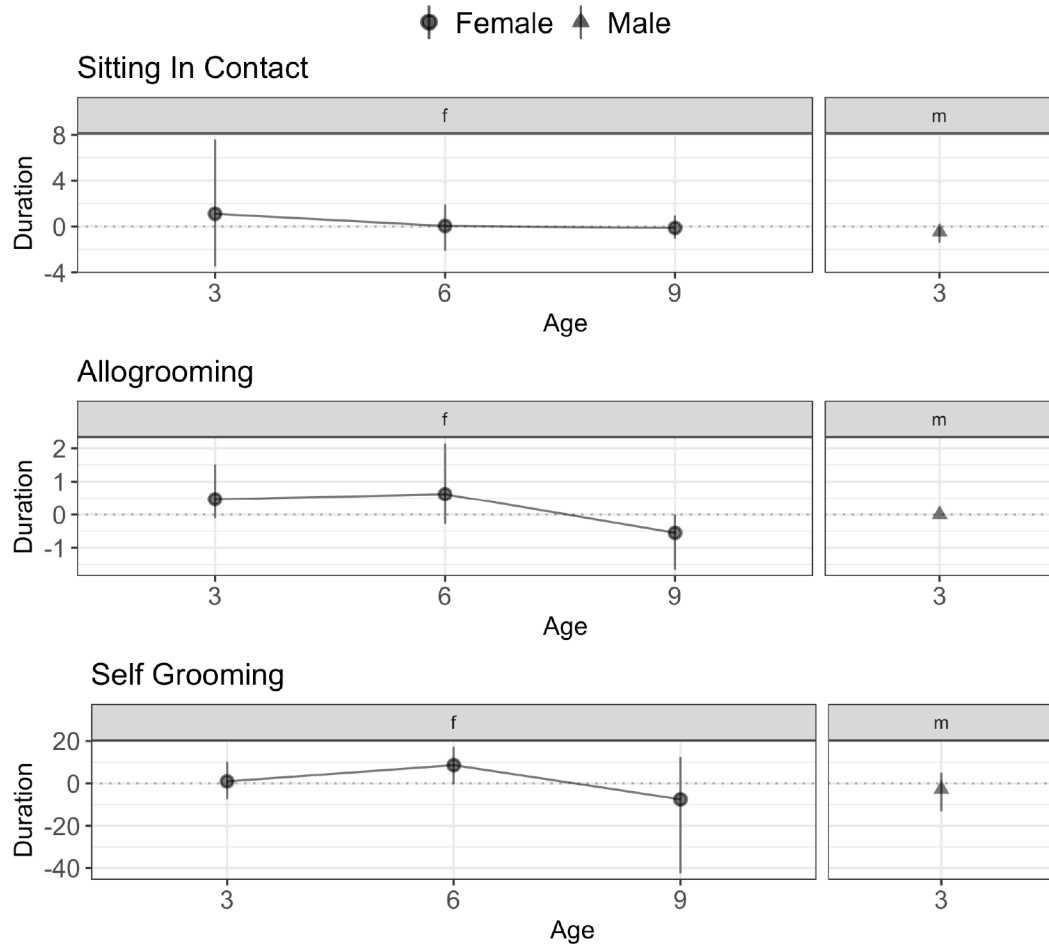 Female Male
Sitting In Contact
f m
Duration
8
4
0
-4
3 6 9 3
Age
Allogrooming
f m
Duration
2
1
0
-1
3 6 9 3
Age
Self Grooming
f m
Duration
20
0
-20
-40
3 6 9 3
Age